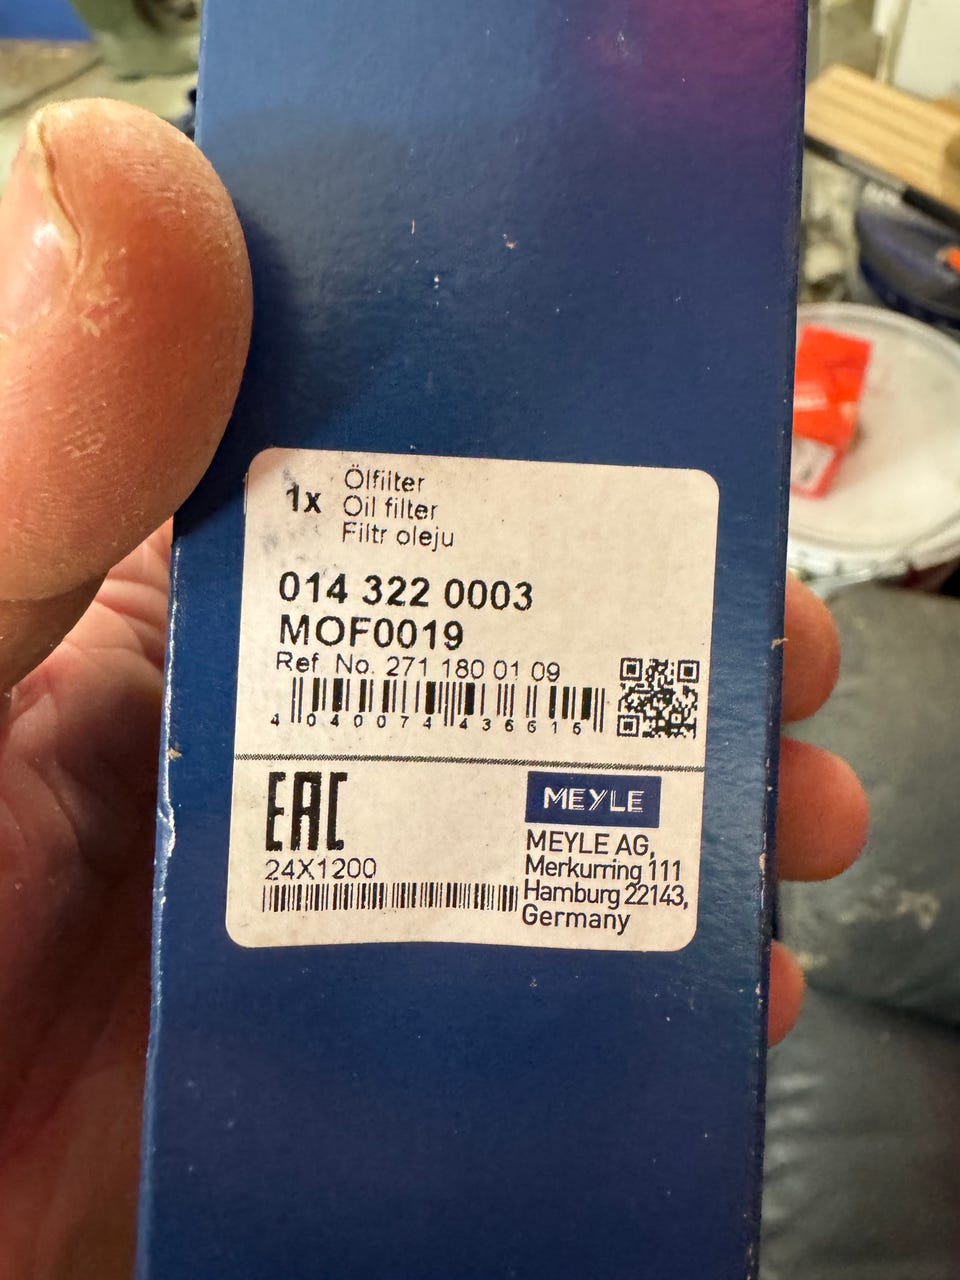 1x
Ölfilter
Oil filter
Filtr oleju
014 322 0003
MOF0019
Ref. No. 271 180 01 09
4 040074 436615
EAC
24X1200
MEYLE
MEYLE AG,
Merkurring 111
Hamburg 22143,
Germany